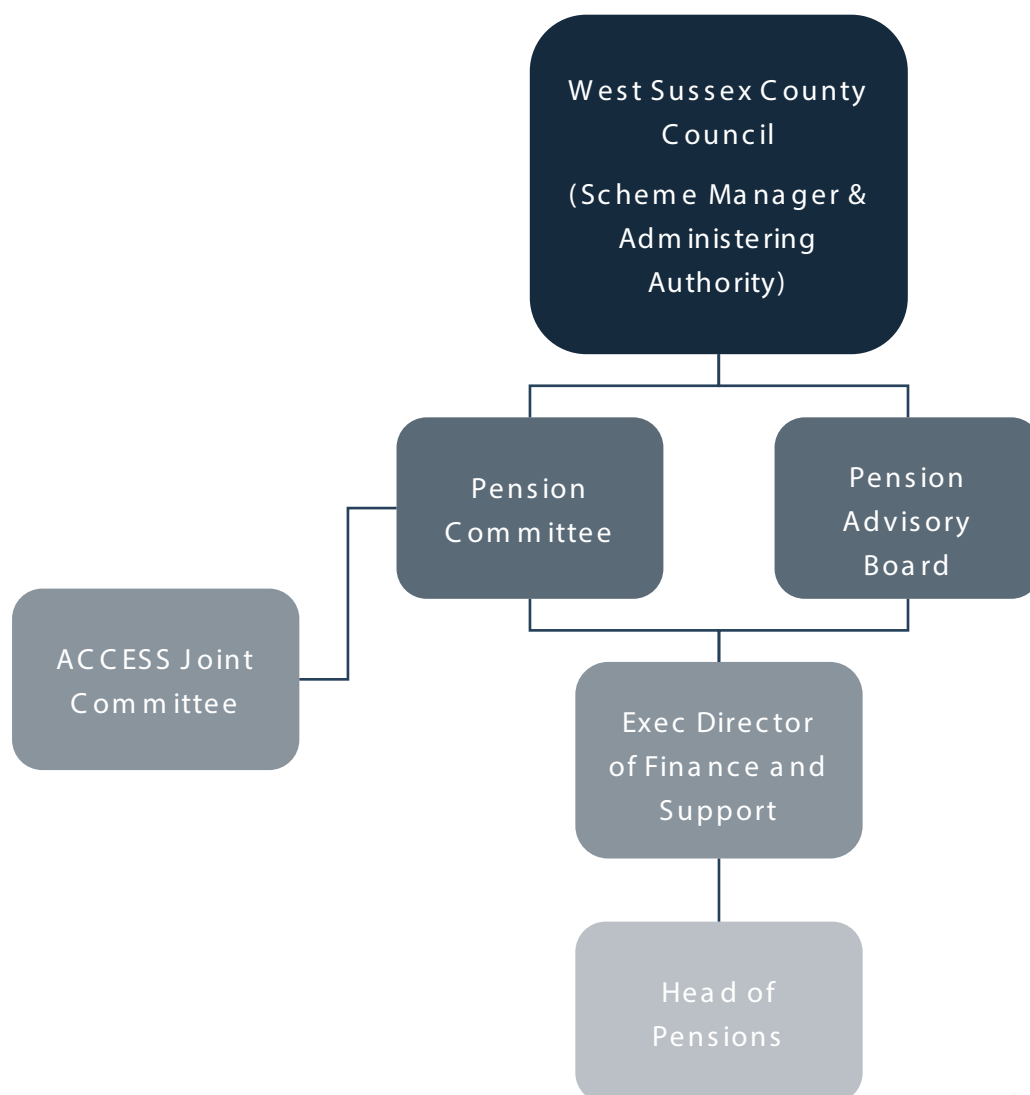 West Sussex County
Council
(Scheme Manager &
Administering
Authority)
Pension
Committee
Pension
Advisory
Board
ACCESS Joint
Committee
Exec Director
of Finance and
Support
Head of
Pensions